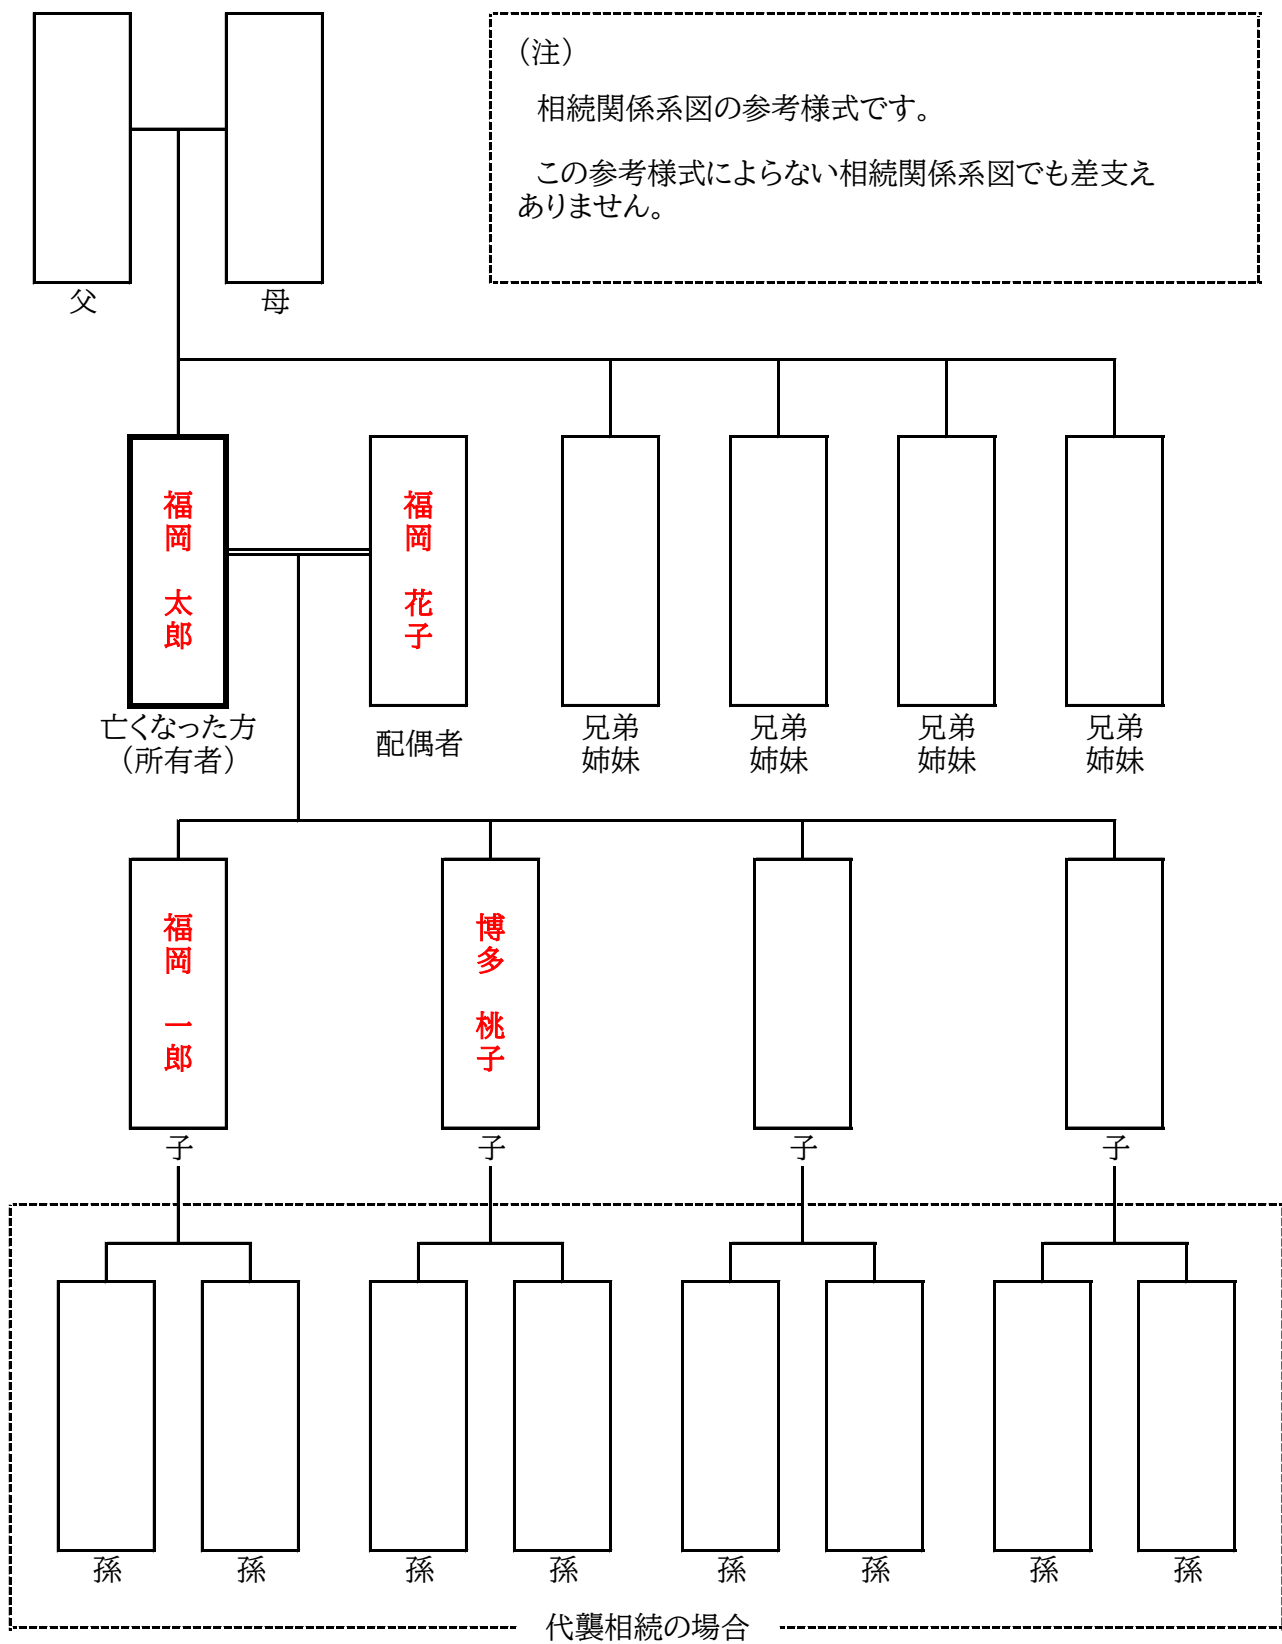 （注）
相続関係系図の参考様式です。
この参考様式によらない相続関係系図でも差支え
ありません。
父
母
福岡　太郎
福岡　花子
亡くなった方
（所有者）
配偶者
兄弟
姉妹
兄弟
姉妹
兄弟
姉妹
兄弟
姉妹
福岡　一郎
博多　桃子
子
子
子
子
孫
孫
孫
孫
孫
孫
孫
孫
代襲相続の場合